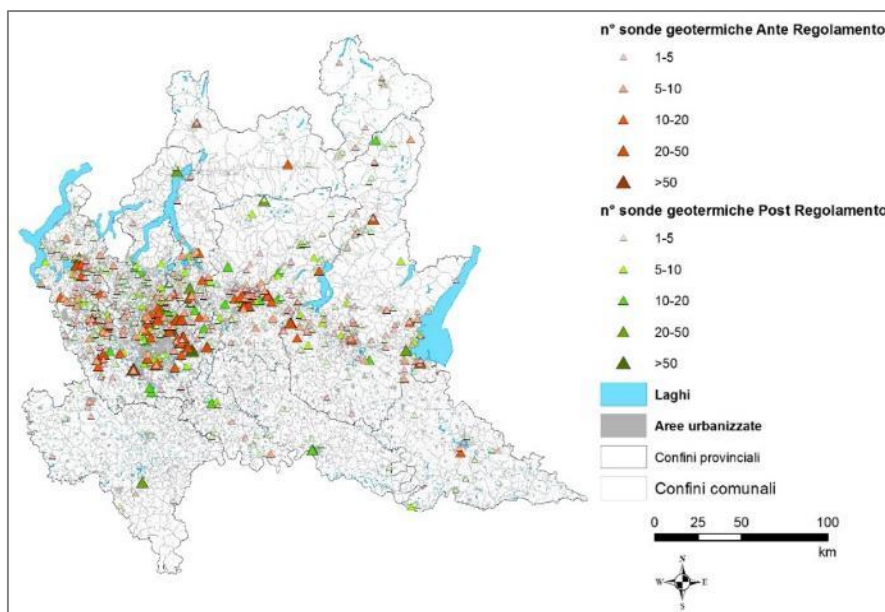 n° sonde geotermiche Ante Regolamento
1-5
5-10
10-20
20-50
>50
n° sonde geotermiche Post Regolamento
1-5
5-10
10-20
20-50
>50
Laghi
Aree urbanizzate
Confini provinciali
Confini comunali
0 25 50 100
km
N
W E
S